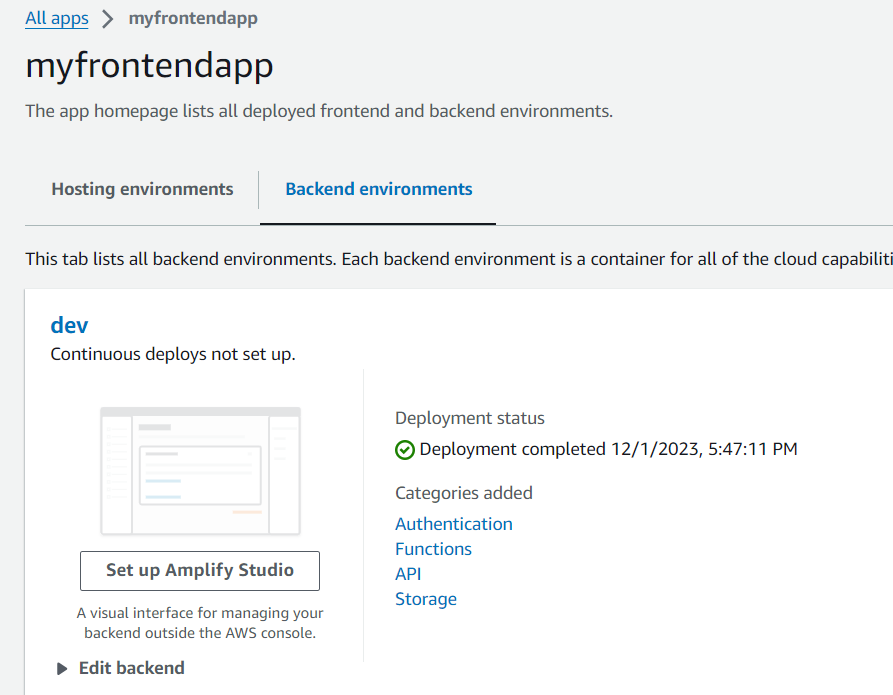 All apps > myfrontendapp
myfrontendapp
The app homepage lists all deployed frontend and backend environments.
Hosting environments Backend environments
This tab lists all backend environments. Each backend environment is a container for all of the cloud capabiliti
dev
Continuous deploys not set up.
Set up Amplify Studio
A visual interface for managing your
backend outside the AWS console.
Edit backend
Deployment status
Deployment completed 12/1/2023, 5:47:11 PM
Categories added
Authentication
Functions
API
Storage